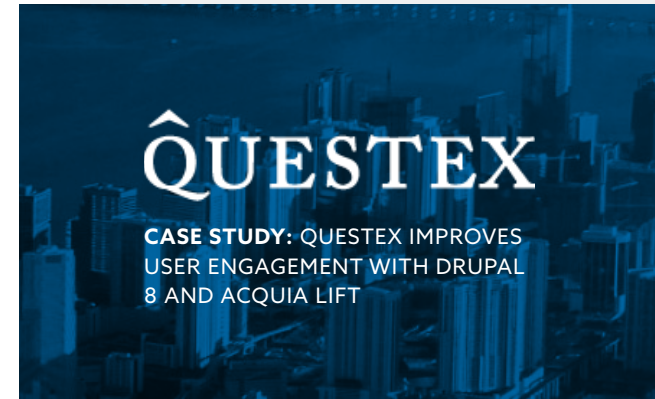 QUESTEX
CASE STUDY: QUESTEX IMPROVES
USER ENGAGEMENT WITH DRUPAL
8 AND ACQUIA LIFT